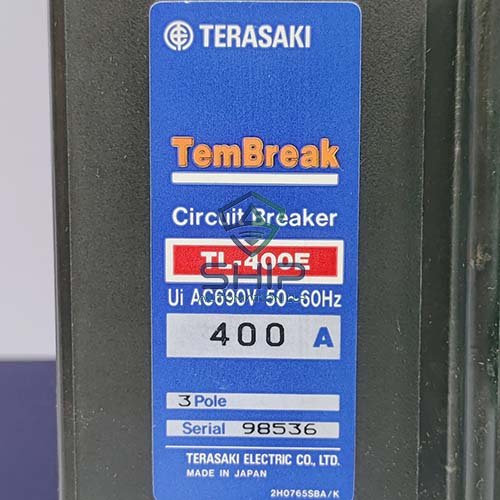 TERASAKI
TemBreak
Circuit Breaker
TL-400E
SHIP
Ui AC690V 50~60Hz
400 A
3 Pole
Serial 98536
TERASAKI ELECTRIC CO., LTD.
MADE IN JAPAN
2H0765SBA/K